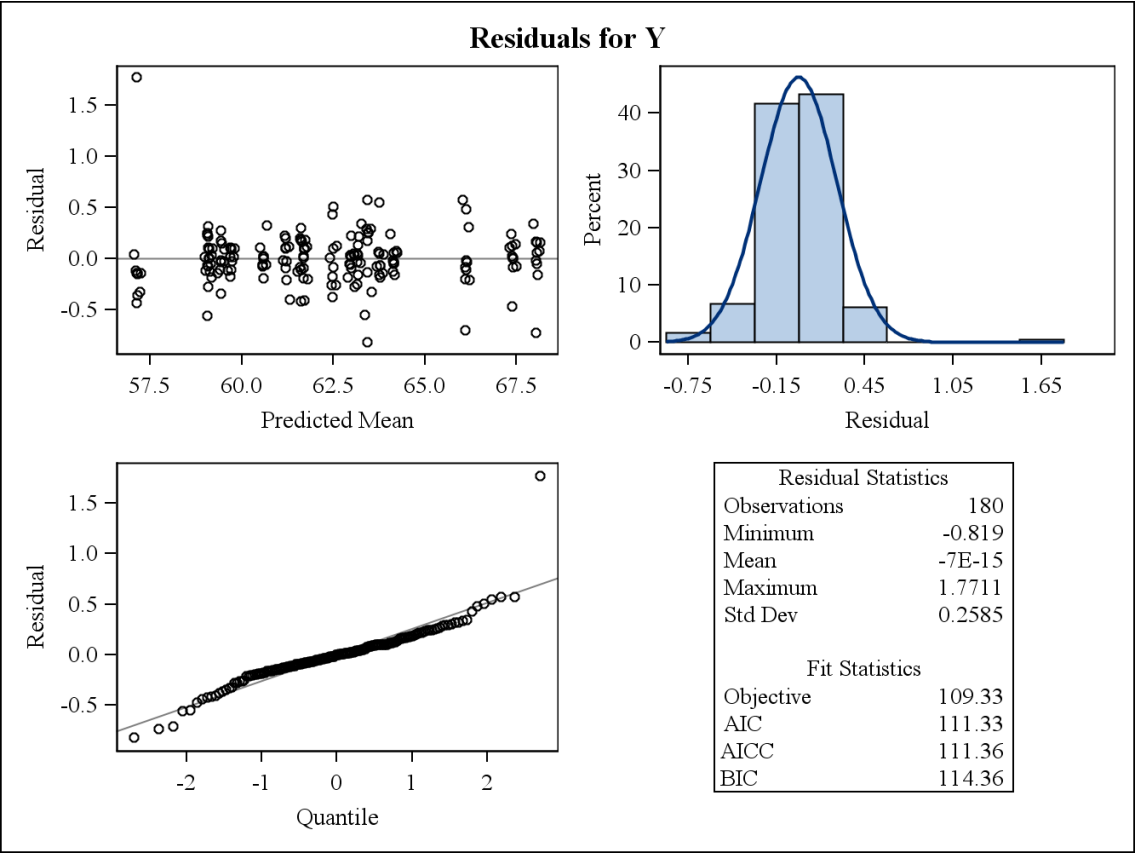 Residuals for Y
Residual
1.5
1.0
0.5
0.0
-0.5
57.5 60.0 62.5 65.0 67.5
Predicted Mean
Percent
40
30
20
10
0
-0.75 -0.15 0.45 1.05 1.65
Residual
Residual
1.5
1.0
0.5
0.0
-0.5
-2 -1 0 1 2
Quantile
Residual Statistics
Observations 180
Minimum -0.819
Mean -7E-15
Maximum 1.7711
Std Dev 0.2585
Fit Statistics
Objective 109.33
AIC 111.33
AICC 111.36
BIC 114.36